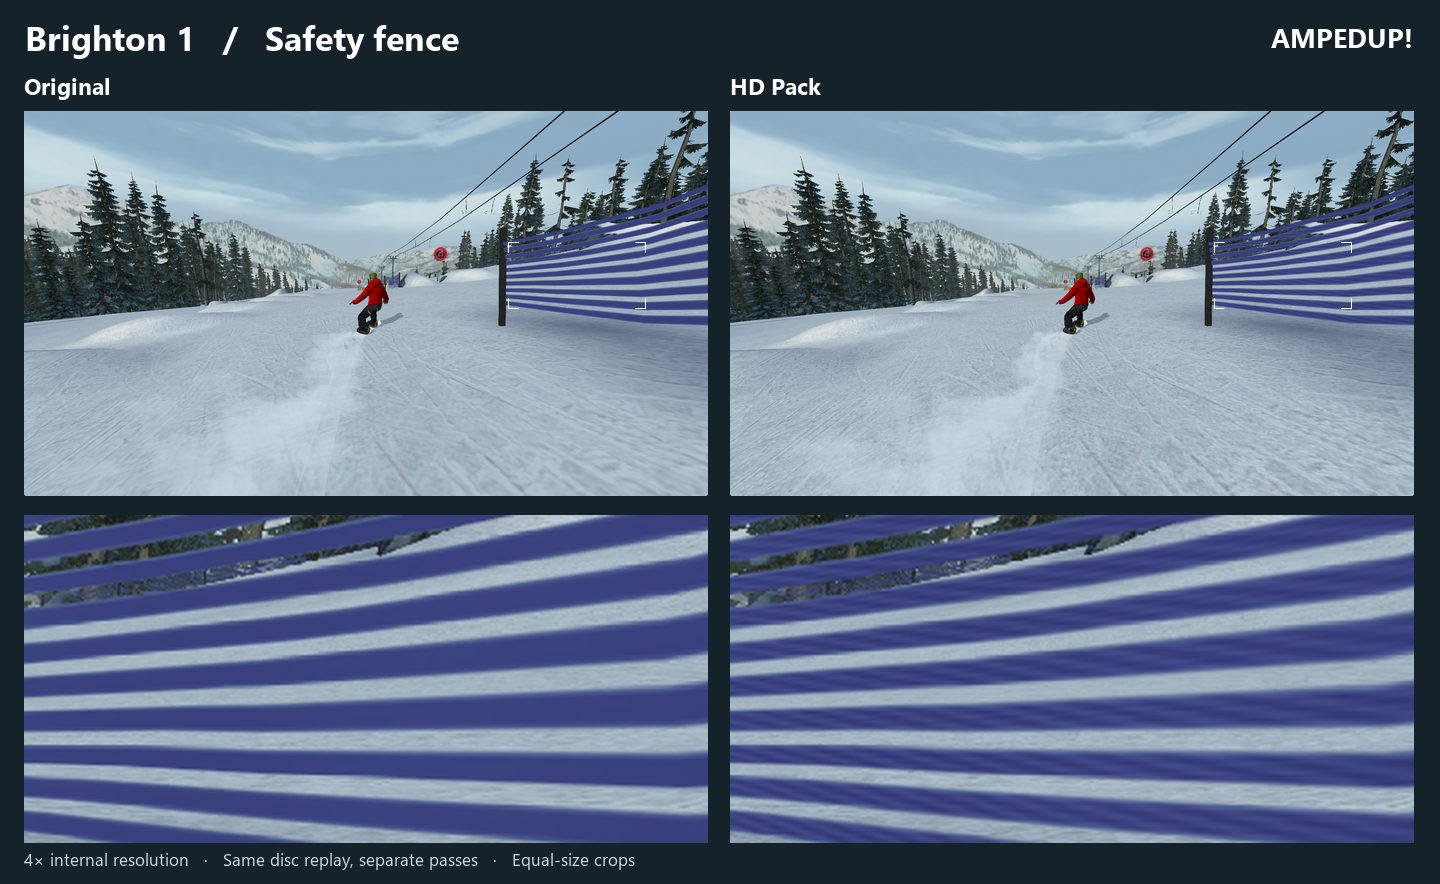 Brighton 1 / Safety fence
AMPEDUP!
Original
HD Pack
4× internal resolution · Same disc replay, separate passes · Equal-size crops